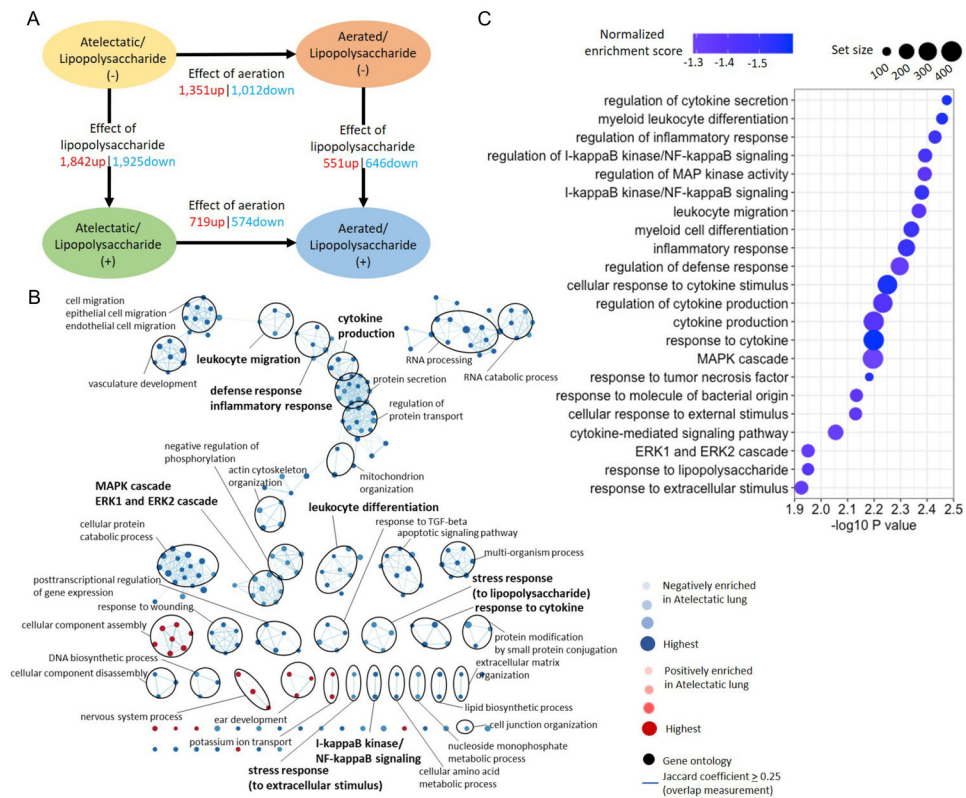 A
Atelectatic/
Lipopolysaccharide
(-)
Aerated/
Lipopolysaccharide
(-)
Effect of aeration
1,351up|1,012down
Effect of
lipopolysaccharide
1,842up|1,925down
Effect of
lipopolysaccharide
551up|646down
Effect of aeration
719up|574down
Atelectatic/
Lipopolysaccharide
(+)
Aerated/
Lipopolysaccharide
(+)
B
cell migration
epithelial cell migration
endothelial cell migration
vasculature development
leukocyte migration
cytokine
production
defense response
inflammatory response
RNA processing
RNA catabolic process
protein secretion
regulation of
protein transport
negative regulation of
phosphorylation
actin cytoskeleton
organization
mitochondrion
organization
MAPK cascade
ERK1 and ERK2 cascade
leukocyte differentiation
response to TGF-beta
apoptotic signaling pathway
cellular protein
catabolic process
multi-organism process
posttranscriptional regulation
of gene expression
stress response
(to lipopolysaccharide)
response to cytokine
response to wounding
cellular component assembly
protein modification
by small protein conjugation
DNA biosynthetic process
extracellular matrix
organization
cellular component disassembly
lipid biosynthetic process
nervous system process
ear development
cell junction organization
potassium ion transport
I-kappaB kinase/
NF-kappaB signaling
nucleoside monophosphate
metabolic process
stress response
(to extracellular stimulus)
cellular amino acid
metabolic process
C
Normalized
enrichment score
-1.3 -1.4 -1.5
Set size
100 200 300 400
regulation of cytokine secretion
myeloid leukocyte differentiation
regulation of inflammatory response
regulation of I-kappaB kinase/NF-kappaB signaling
regulation of MAP kinase activity
I-kappaB kinase/NF-kappaB signaling
leukocyte migration
myeloid cell differentiation
inflammatory response
regulation of defense response
cellular response to cytokine stimulus
regulation of cytokine production
cytokine production
response to cytokine
MAPK cascade
response to tumor necrosis factor
response to molecule of bacterial origin
cellular response to external stimulus
cytokine-mediated signaling pathway
ERK1 and ERK2 cascade
response to lipopolysaccharide
response to extracellular stimulus
1.9 2.0 2.1 2.2 2.3 2.4 2.5
-log10 P value
Negatively enriched
in Atelectatic lung
Highest
Positively enriched
in Atelectatic lung
Highest
Gene ontology
Jaccard coefficient ≥ 0.25
(overlap measurement)